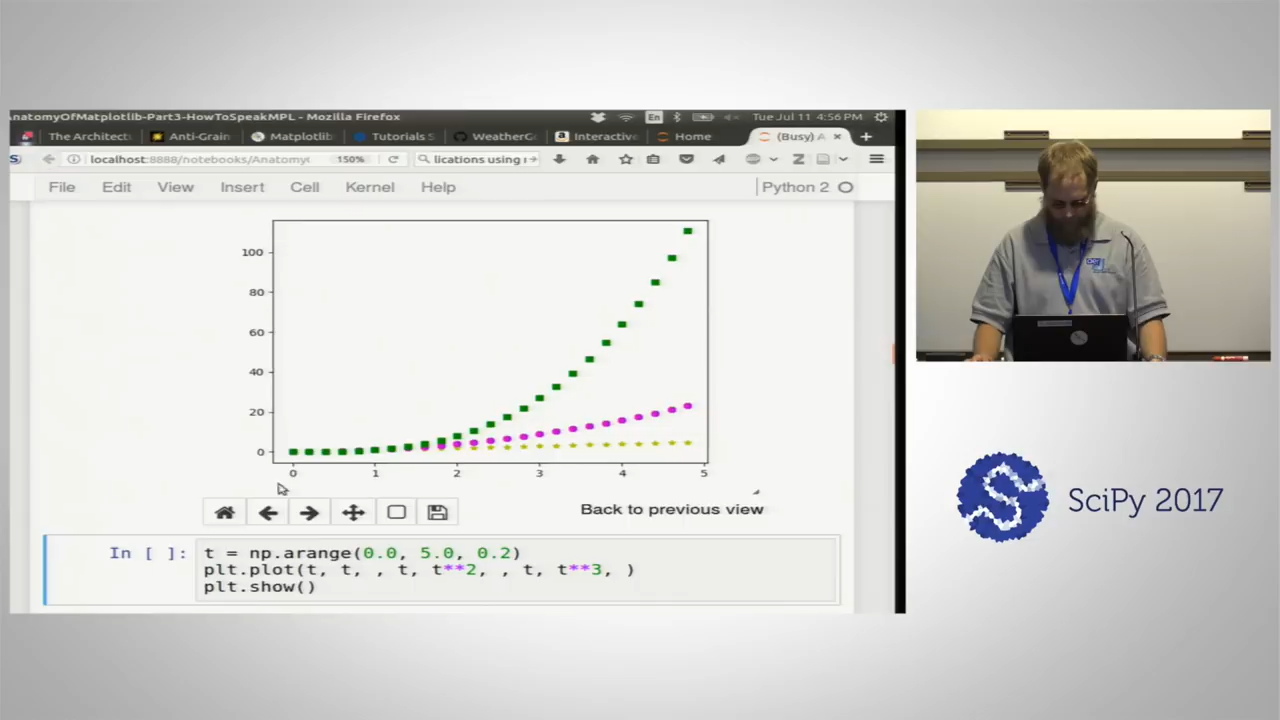 AnatomyOfMatplotlib-Part3-HowToSpeakMPL - Mozilla Firefox
En
Tue Jul 11 4:56 PM
The Architect
Anti-Grain
Matplotlib
Tutorials S
WeatherGe
Interactive
Home
(Busy) A
localhost:8888/notebooks/Anatomy
150%
lications using
File Edit View Insert Cell Kernel Help
Python 2
100
80
60
40
20
0
0 1 2 3 4 5
Back to previous view
In [ ]: t = np.arange(0.0, 5.0, 0.2)
plt.plot(t, t, , t, t**2, , t, t**3, )
plt.show()
SciPy 2017